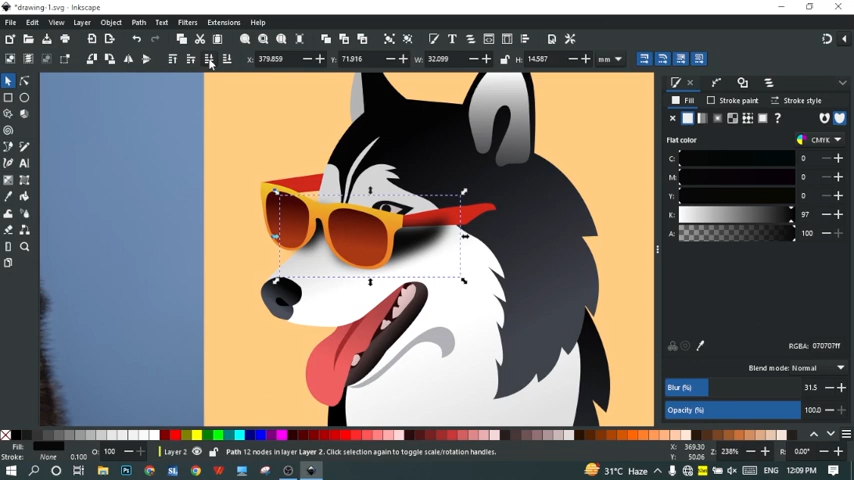 *drawing-1.svg - Inkscape
File Edit View Layer Object Path Text Filters Extensions Help
X: 379.859 Y: 71.916 W: 32.099 H: 14.587 mm
Fill Stroke paint Stroke style
Flat color CMYK
C: 0
M: 0
Y: 0
K: 97
A: 100
RGBA: 070707ff
Blend mode: Normal
Blur (%) 31.5
Opacity (%) 100.0
Fill:
Stroke: None 0.100
O: 100
Layer 2
Path 12 nodes in layer Layer 2. Click selection again to toggle scale/rotation handles.
X: 369.30
Y: 50.06
Z: 238%
R: 0.00°
31°C Haze
ENG 12:09 PM